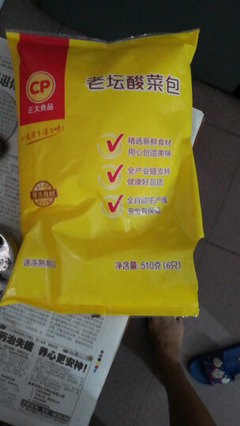 CP
正大食品
老坛酸菜包
精选新鲜食材
用心创造美味
全产业链支持
健康好品质
全自动生产线
安全有保障
速冻熟制品
净含量 510克(6只)
养心更安神!